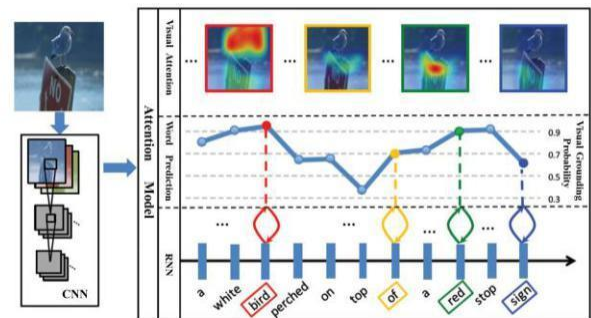 NO
CNN
Attention Model
Visual Attention
Word Prediction
RNN
... ... ... ...
Visual Grounding
Probability
0.9
0.7
0.5
0.3
... ... ... ...
a white bird perched on top of a red stop sign